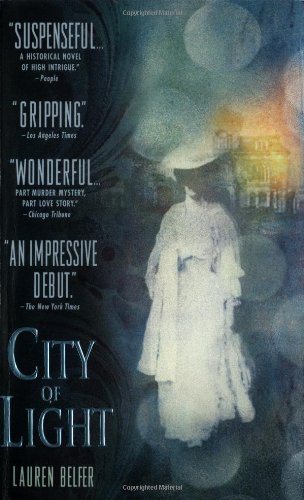 "SUSPENSEFUL...
A HISTORICAL NOVEL
OF HIGH INTRIGUE."
– People
"GRIPPING."
– Los Angeles Times
"WONDERFUL...
PART MURDER MYSTERY,
PART LOVE STORY."
– Chicago Tribune
"AN IMPRESSIVE
DEBUT."
– The New York Times
CITY
OF
LIGHT
LAUREN BELFER